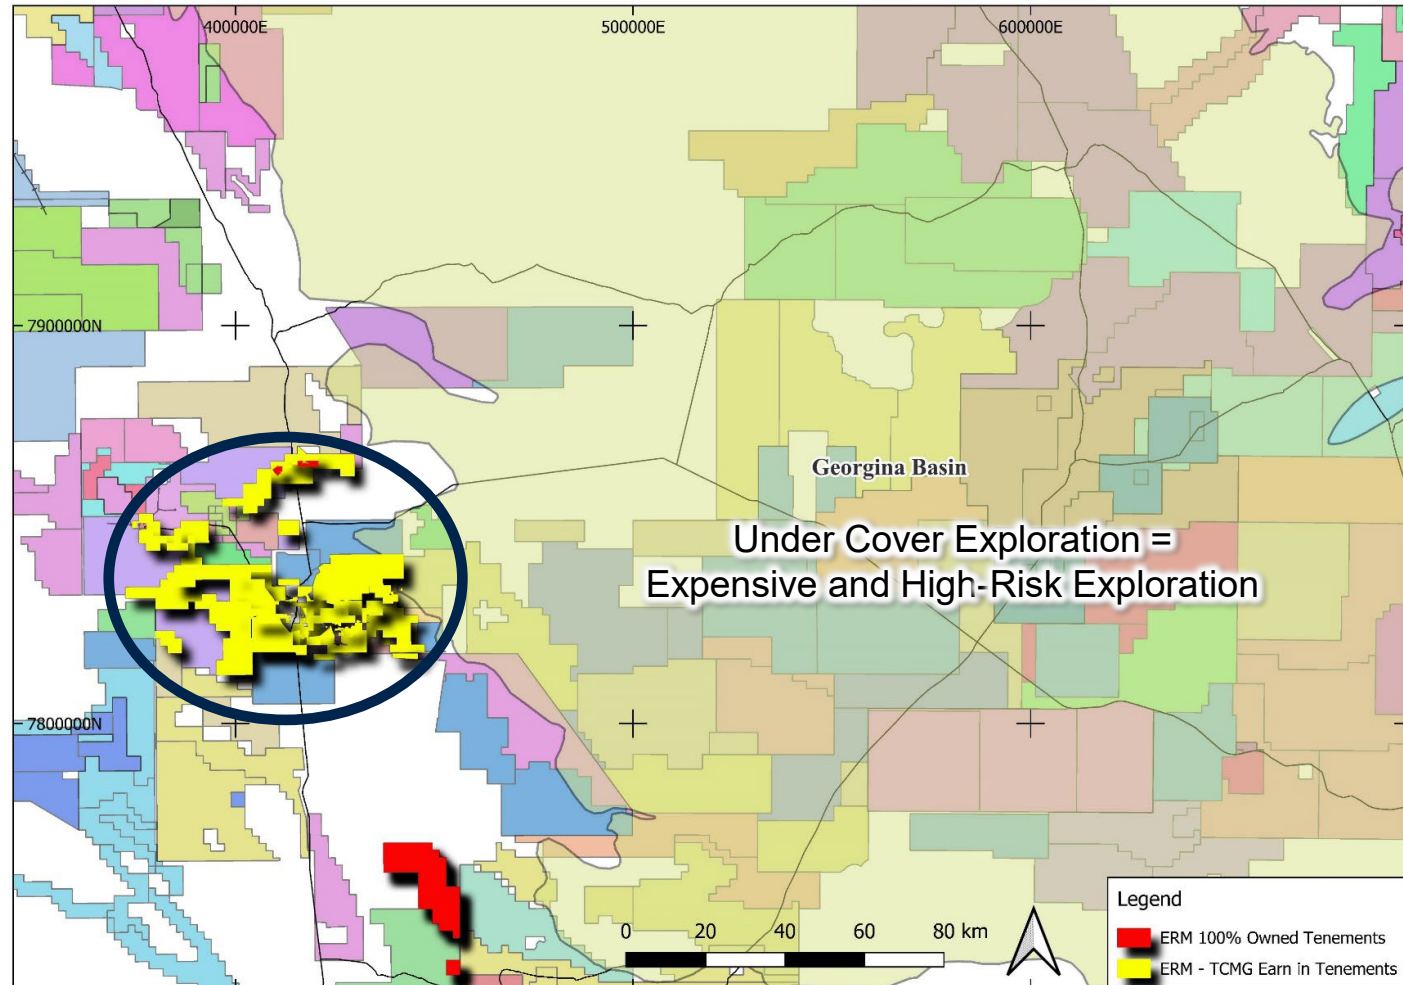 400000E
500000E
600000E
7900000N
Georgina Basin
Under Cover Exploration =
Expensive and High-Risk Exploration
7800000N
Legend
ERM 100% Owned Tenements
ERM - TCMG Earn in Tenements
0 20 40 60 80 km